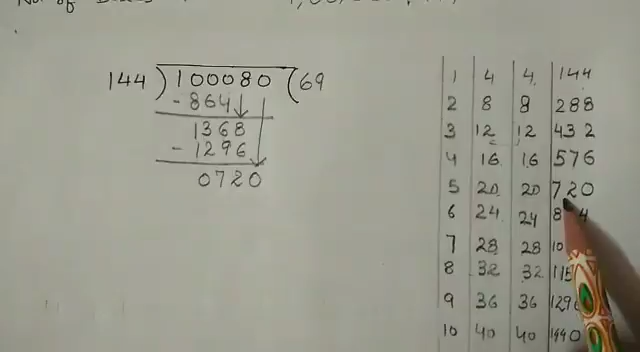 144 ) 100080 ( 69
- 864
1368
- 1296
0720
1 4 4 144
2 8 8 288
3 12 12 432
4 16 16 576
5 20 20 720
6 24 24
7 28 28
8 32 32
9 36 36
10 40 40 1440